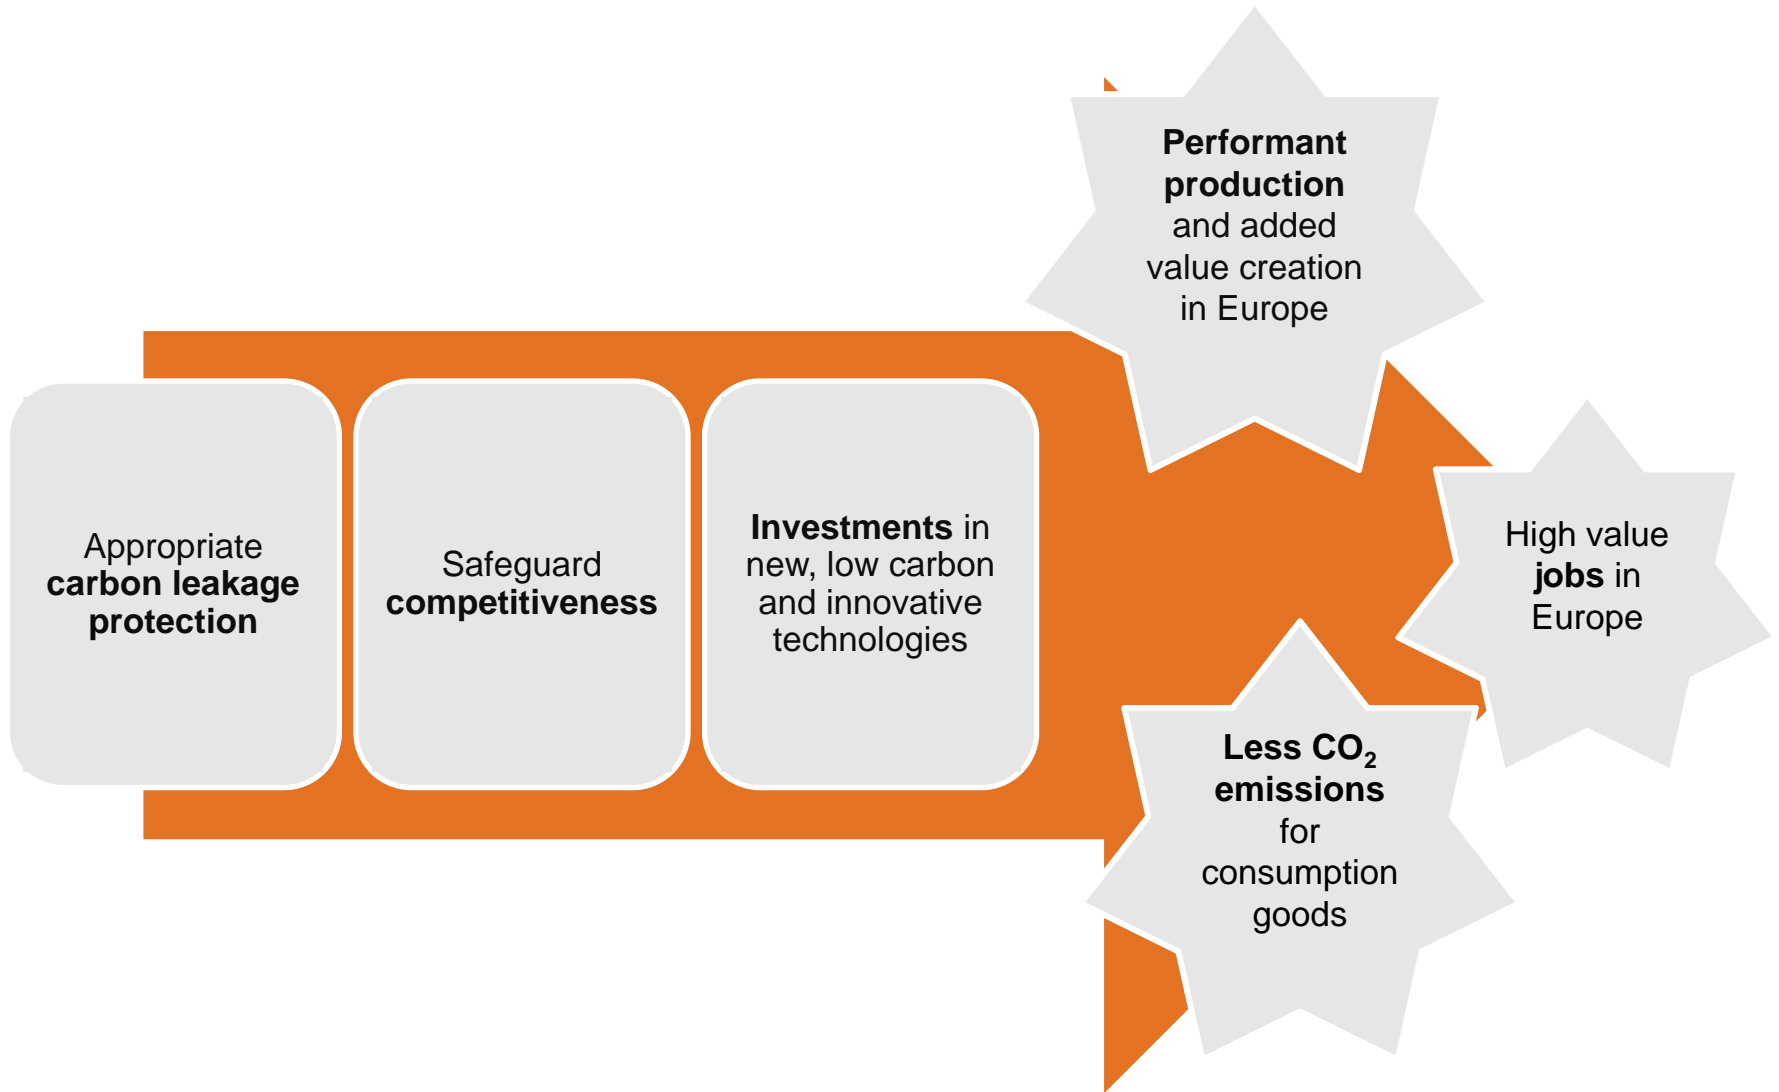 Appropriate
carbon leakage
protection
Safeguard
competitiveness
Investments in
new, low carbon
and innovative
technologies
Performant
production
and added
value creation
in Europe
High value
jobs in
Europe
Less CO₂
emissions
for
consumption
goods